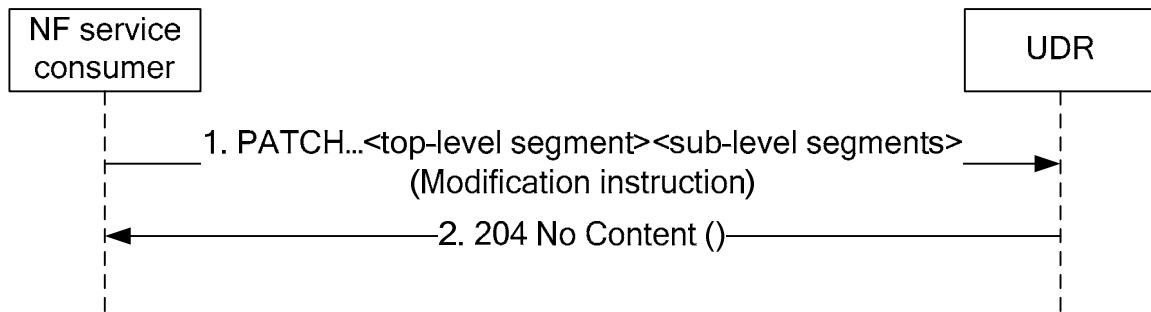 NF service
consumer
UDR
1. PATCH...<top-level segment><sub-level segments>
(Modification instruction)
2. 204 No Content ()